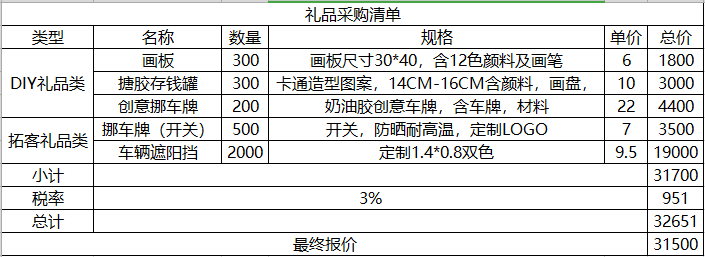 礼品采购清单
类型 名称 数量 规格 单价 总价
DIY礼品类 画板 300 画板尺寸30*40，含12色颜料及画笔 6 1800
搪胶存钱罐 300 卡通造型图案，14CM-16CM含颜料，画盘， 10 3000
创意挪车牌 200 奶油胶创意车牌，含车牌，材料 22 4400
拓客礼品类 挪车牌（开关） 500 开关，防晒耐高温，定制LOGO 7 3500
车辆遮阳挡 2000 定制1.4*0.8双色 9.5 19000
小计 31700
税率 3% 951
总计 32651
最终报价 31500